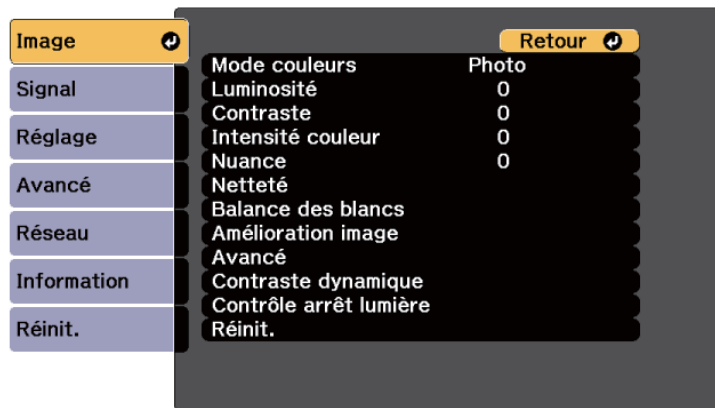 Image
Signal
Réglage
Avancé
Réseau
Information
Réinit.
Retour
Mode couleurs Photo
Luminosité 0
Contraste 0
Intensité couleur 0
Nuance 0
Netteté
Balance des blancs
Amélioration image
Avancé
Contraste dynamique
Contrôle arrêt lumière
Réinit.